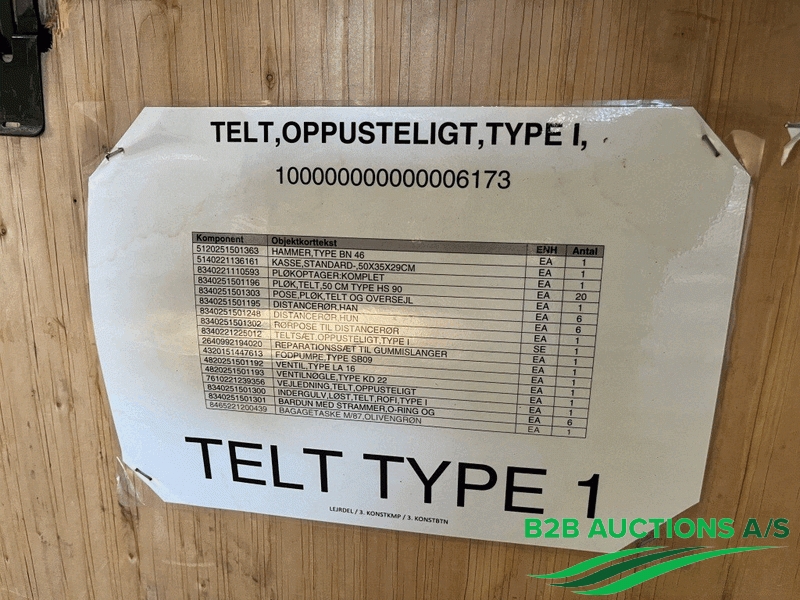 TELT,OPPUSTELIGT,TYPE I,
100000000000006173
Komponent Objektkorttekst ENH Antal
5120251501363 HAMMER,TYPE BN 46 EA 1
5140221136161 KASSE,STANDARD-,50X35X29CM EA 1
8340221110593 PLØKOPTAGER:KOMPLET EA 1
8340251501196 PLØK,TELT,50 CM TYPE HS 90 EA 20
8340251501303 POSE,PLØK,TELT OG OVERSEJL EA 1
8340251501195 DISTANCERØR,HAN EA 6
8340251501248 DISTANCERØR,HUN EA 6
8340251501302 RØRPOSE TIL DISTANCERØR EA 1
8340221225012 TELTSÆT,OPPUSTELIGT,TYPE I EA 1
2640992194020 REPARATIONSSÆT TIL GUMMISLANGER SE 1
4320151447613 FODPUMPE,TYPE SB09 EA 1
4820251501192 VENTIL,TYPE LA 16 EA 1
4820251501193 VENTILNØGLE,TYPE KD 22 EA 1
7610221239356 VEJLEDNING,TELT,OPPUSTELIGT EA 1
8340251501300 INDERGULV,LØST,TELT,ROFI,TYPE I EA 1
8340251501301 BARDUN MED STRAMMER,O-RING OG EA 6
8465221200439 BAGAGETASKE M/87,OLIVENGRØN EA 1
TELT TYPE 1
LEJRDEL / 3. KONSTKMP / 3. KONSTBTN
B2B AUCTIONS A/S